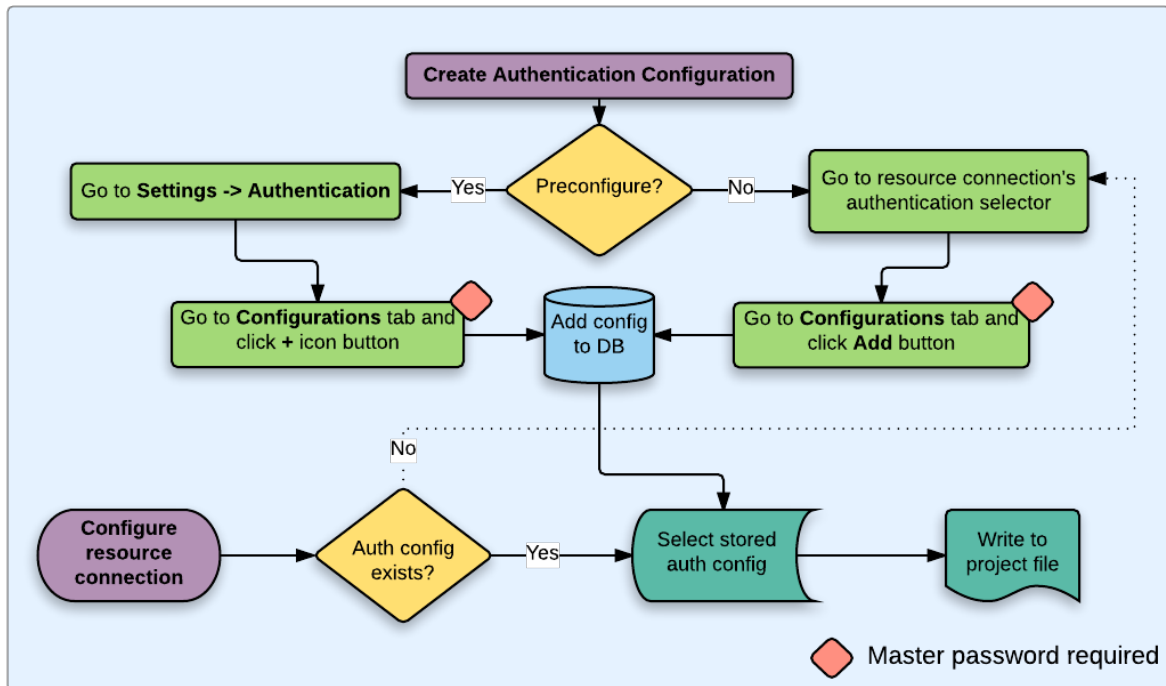 Create Authentication Configuration
Preconfigure?
Yes
No
Go to Settings -> Authentication
Go to resource connection's
authentication selector
Go to Configurations tab and
click + icon button
Add config
to DB
Go to Configurations tab and
click Add button
No
Configure
resource
connection
Auth config
exists?
Yes
Select stored
auth config
Write to
project file
Master password required